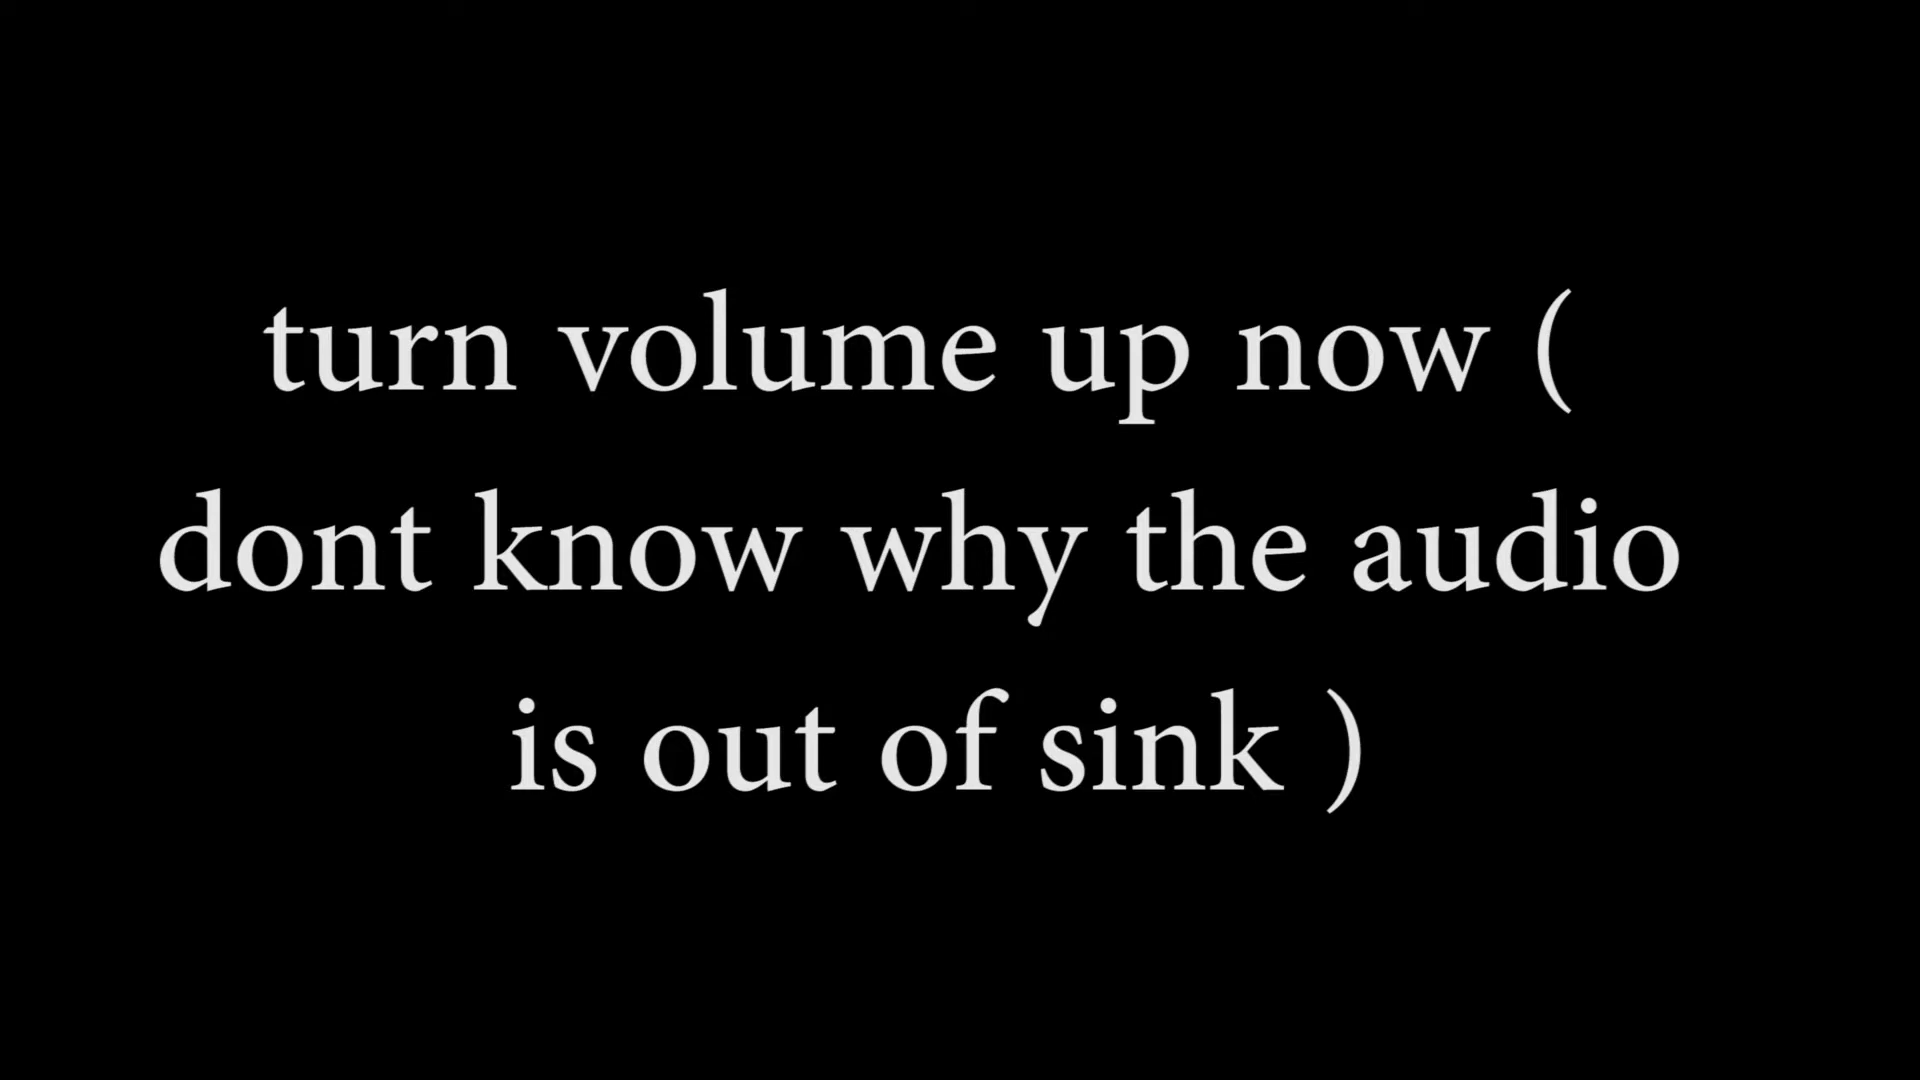 turn volume up now (
dont know why the audio
is out of sink )